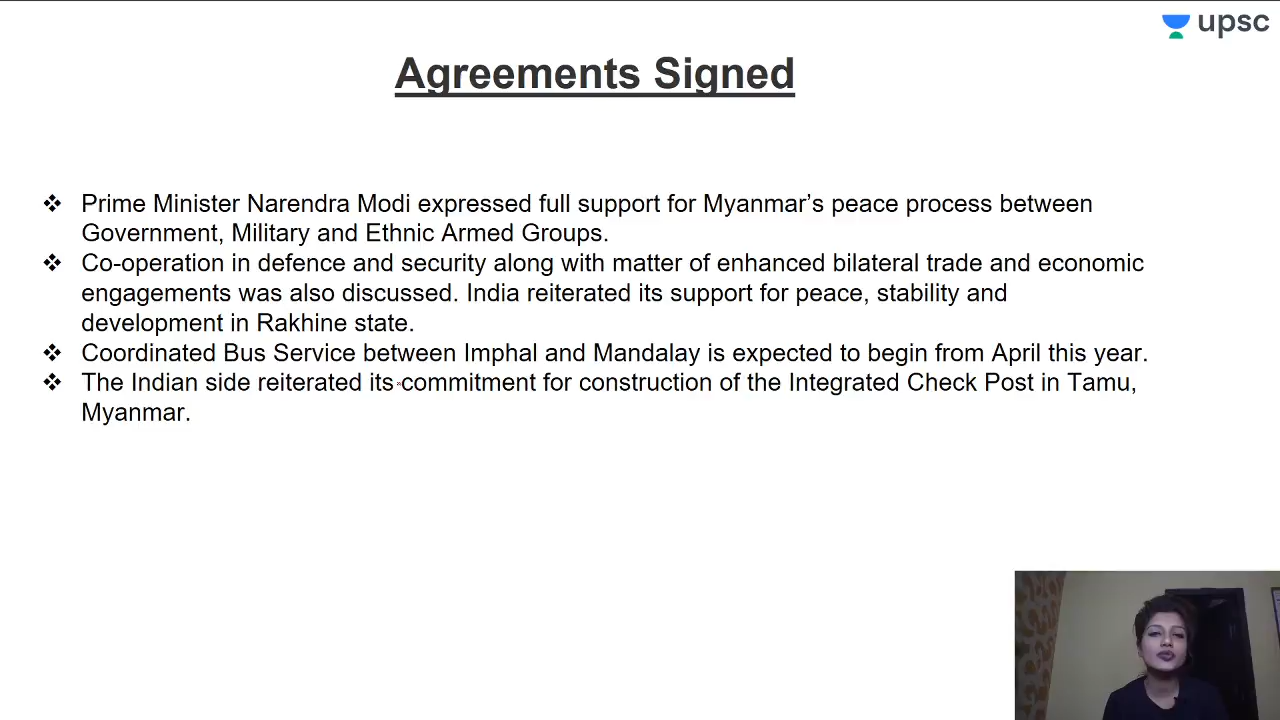 upsc
Agreements Signed
❖ Prime Minister Narendra Modi expressed full support for Myanmar’s peace process between
Government, Military and Ethnic Armed Groups.
❖ Co-operation in defence and security along with matter of enhanced bilateral trade and economic
engagements was also discussed. India reiterated its support for peace, stability and
development in Rakhine state.
❖ Coordinated Bus Service between Imphal and Mandalay is expected to begin from April this year.
❖ The Indian side reiterated its commitment for construction of the Integrated Check Post in Tamu,
Myanmar.